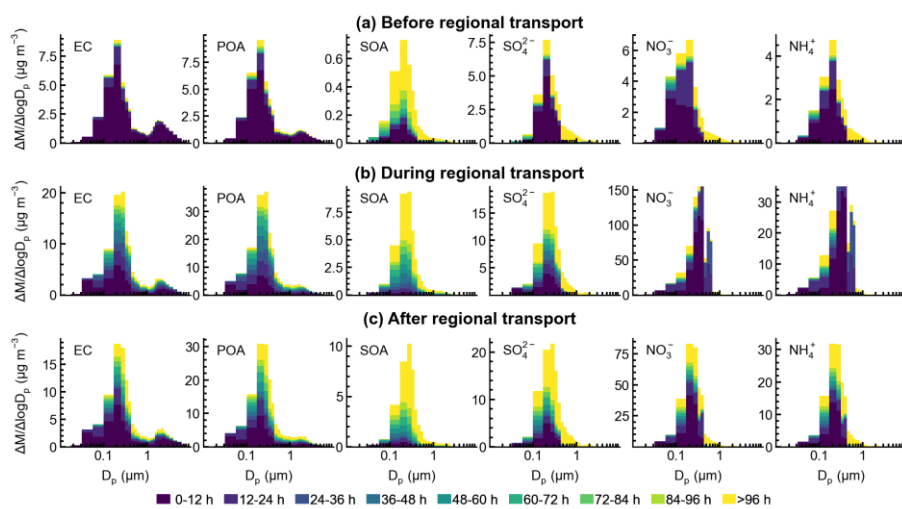 (a) Before regional transport
EC POA SOA SO₄²⁻ NO₃⁻ NH₄⁺
ΔM/ΔlogDₚ (µg m⁻³)
7.5 5.0 2.5 0
10.0 7.5 5.0 2.5 0
0.6 0.4 0.2 0
7.5 5.0 2.5 0
6 4 2 0
4 2 0
(b) During regional transport
EC POA SOA SO₄²⁻ NO₃⁻ NH₄⁺
ΔM/ΔlogDₚ (µg m⁻³)
20 15 10 5 0
30 20 10 0
7.5 5.0 2.5 0
15 10 5 0
150 100 50 0
30 20 10 0
(c) After regional transport
EC POA SOA SO₄²⁻ NO₃⁻ NH₄⁺
ΔM/ΔlogDₚ (µg m⁻³)
15 10 5 0
30 20 10 0
10 5 0
20 10 0
75 50 25
30 20 10 0
0.1 1 0.1 1 0.1 1 0.1 1 0.1 1 0.1 1
Dₚ (µm) Dₚ (µm) Dₚ (µm) Dₚ (µm) Dₚ (µm) Dₚ (µm)
0-12 h 12-24 h 24-36 h 36-48 h 48-60 h 60-72 h 72-84 h 84-96 h >96 h